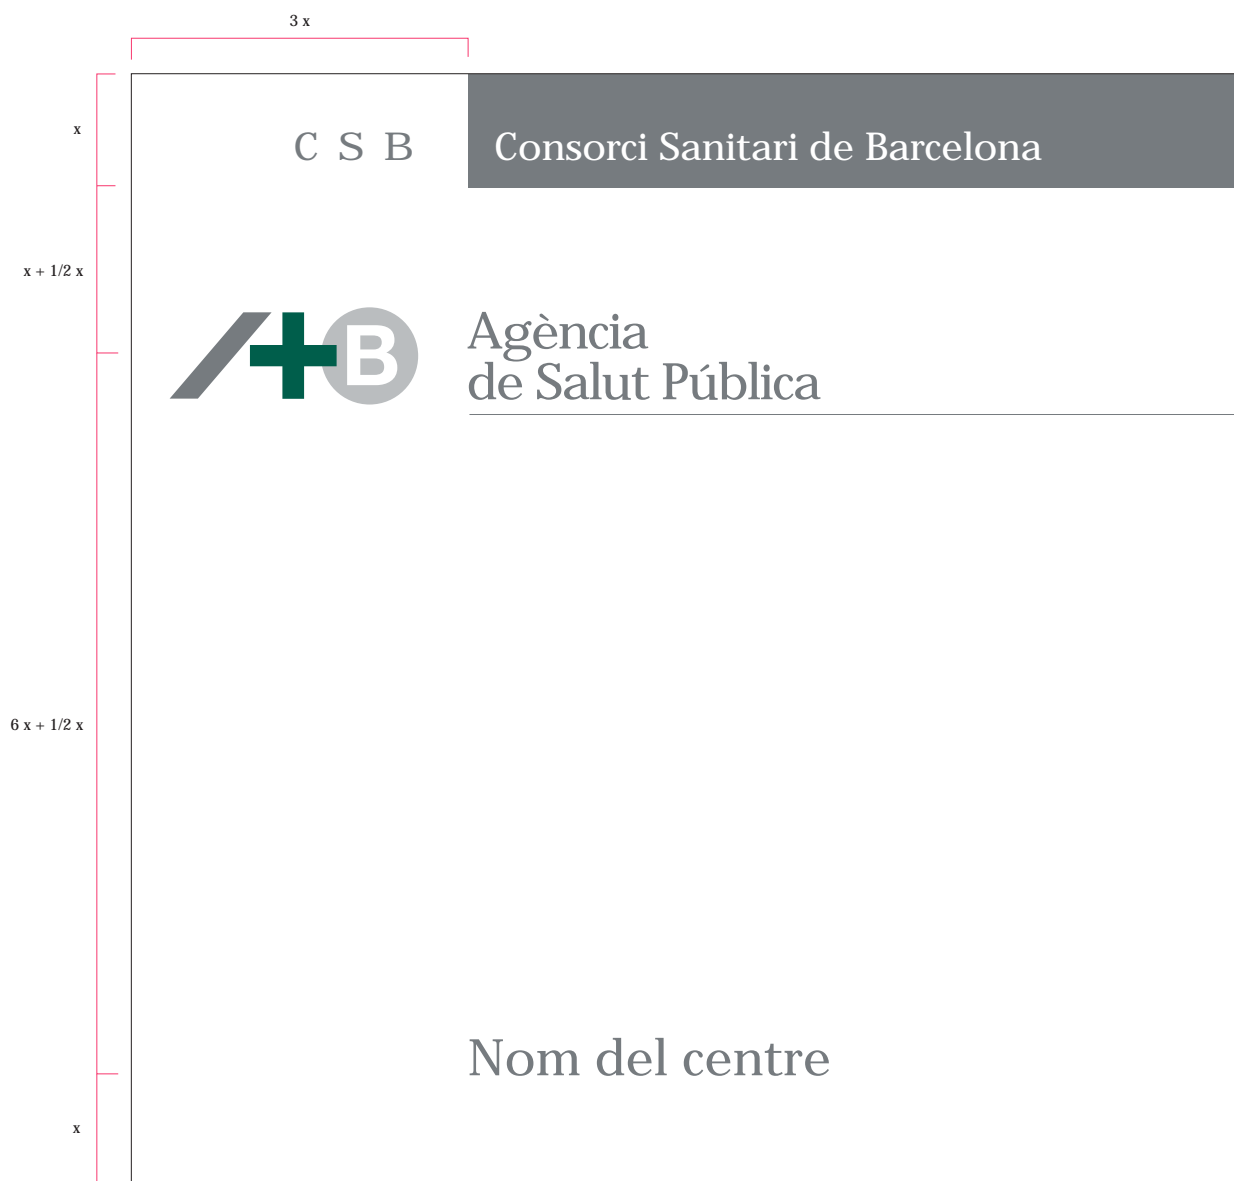 3 x
x
C S B Consorci Sanitari de Barcelona
x + 1/2 x
B
Agència
de Salut Pública
6 x + 1/2 x
Nom del centre
x